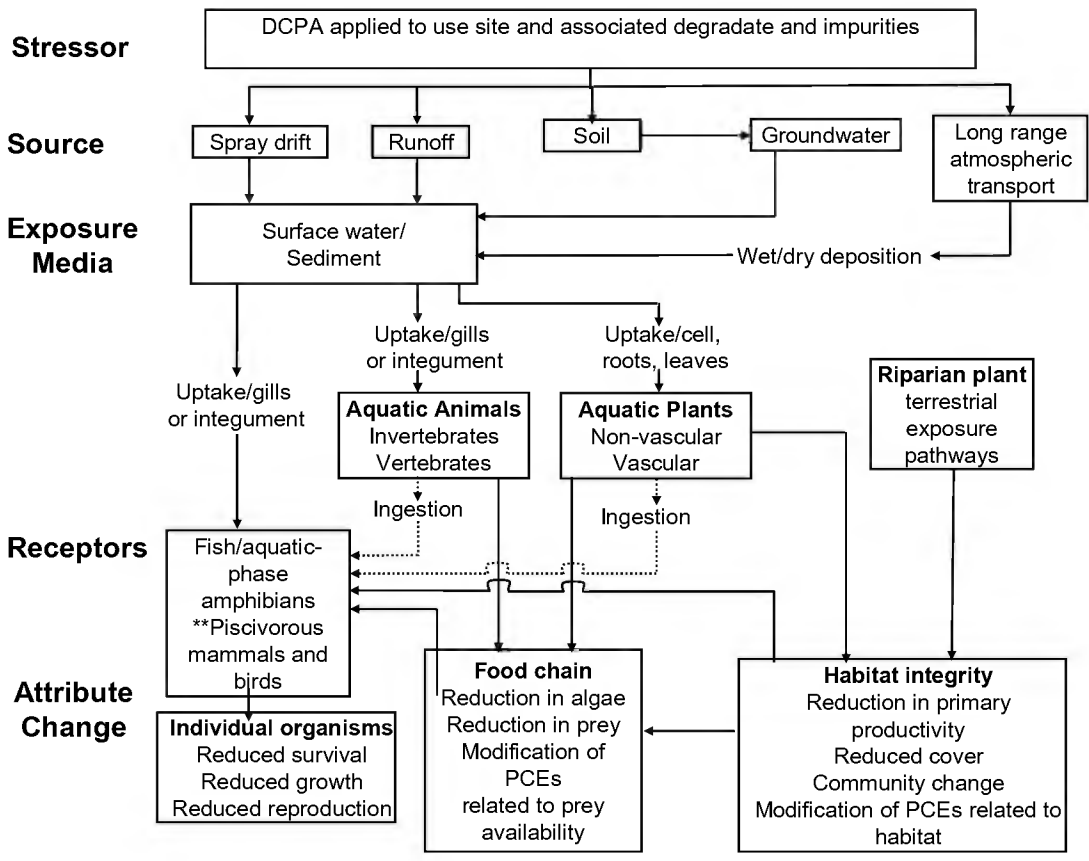 Stressor
DCPA applied to use site and associated degradate and impurities
Source
Spray drift
Runoff
Soil
Groundwater
Long range
atmospheric
transport
Exposure
Media
Surface water/
Sediment
Wet/dry deposition
Uptake/gills
or integument
Uptake/gills
or integument
Uptake/cell,
roots, leaves
Aquatic Animals
Invertebrates
Vertebrates
Aquatic Plants
Non-vascular
Vascular
Riparian plant
terrestrial
exposure
pathways
Ingestion
Ingestion
Receptors
Fish/aquatic-
phase
amphibians
**Piscivorous
mammals and
birds
Attribute
Change
Individual organisms
Reduced survival
Reduced growth
Reduced reproduction
Food chain
Reduction in algae
Reduction in prey
Modification of
PCEs
related to prey
availability
Habitat integrity
Reduction in primary
productivity
Reduced cover
Community change
Modification of PCEs related to
habitat